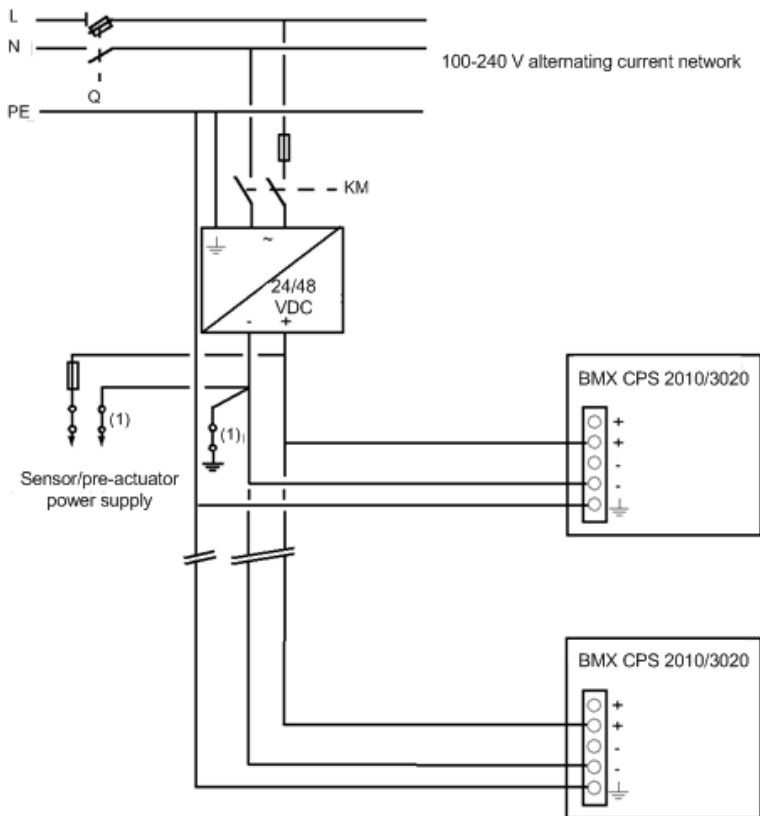 L
N
100-240 V alternating current network
Q
PE
KM
~
24/48
VDC
- +
BMX CPS 2010/3020
+
+
-
-
(1)
(1)
Sensor/pre-actuator
power supply
BMX CPS 2010/3020
+
+
-
-